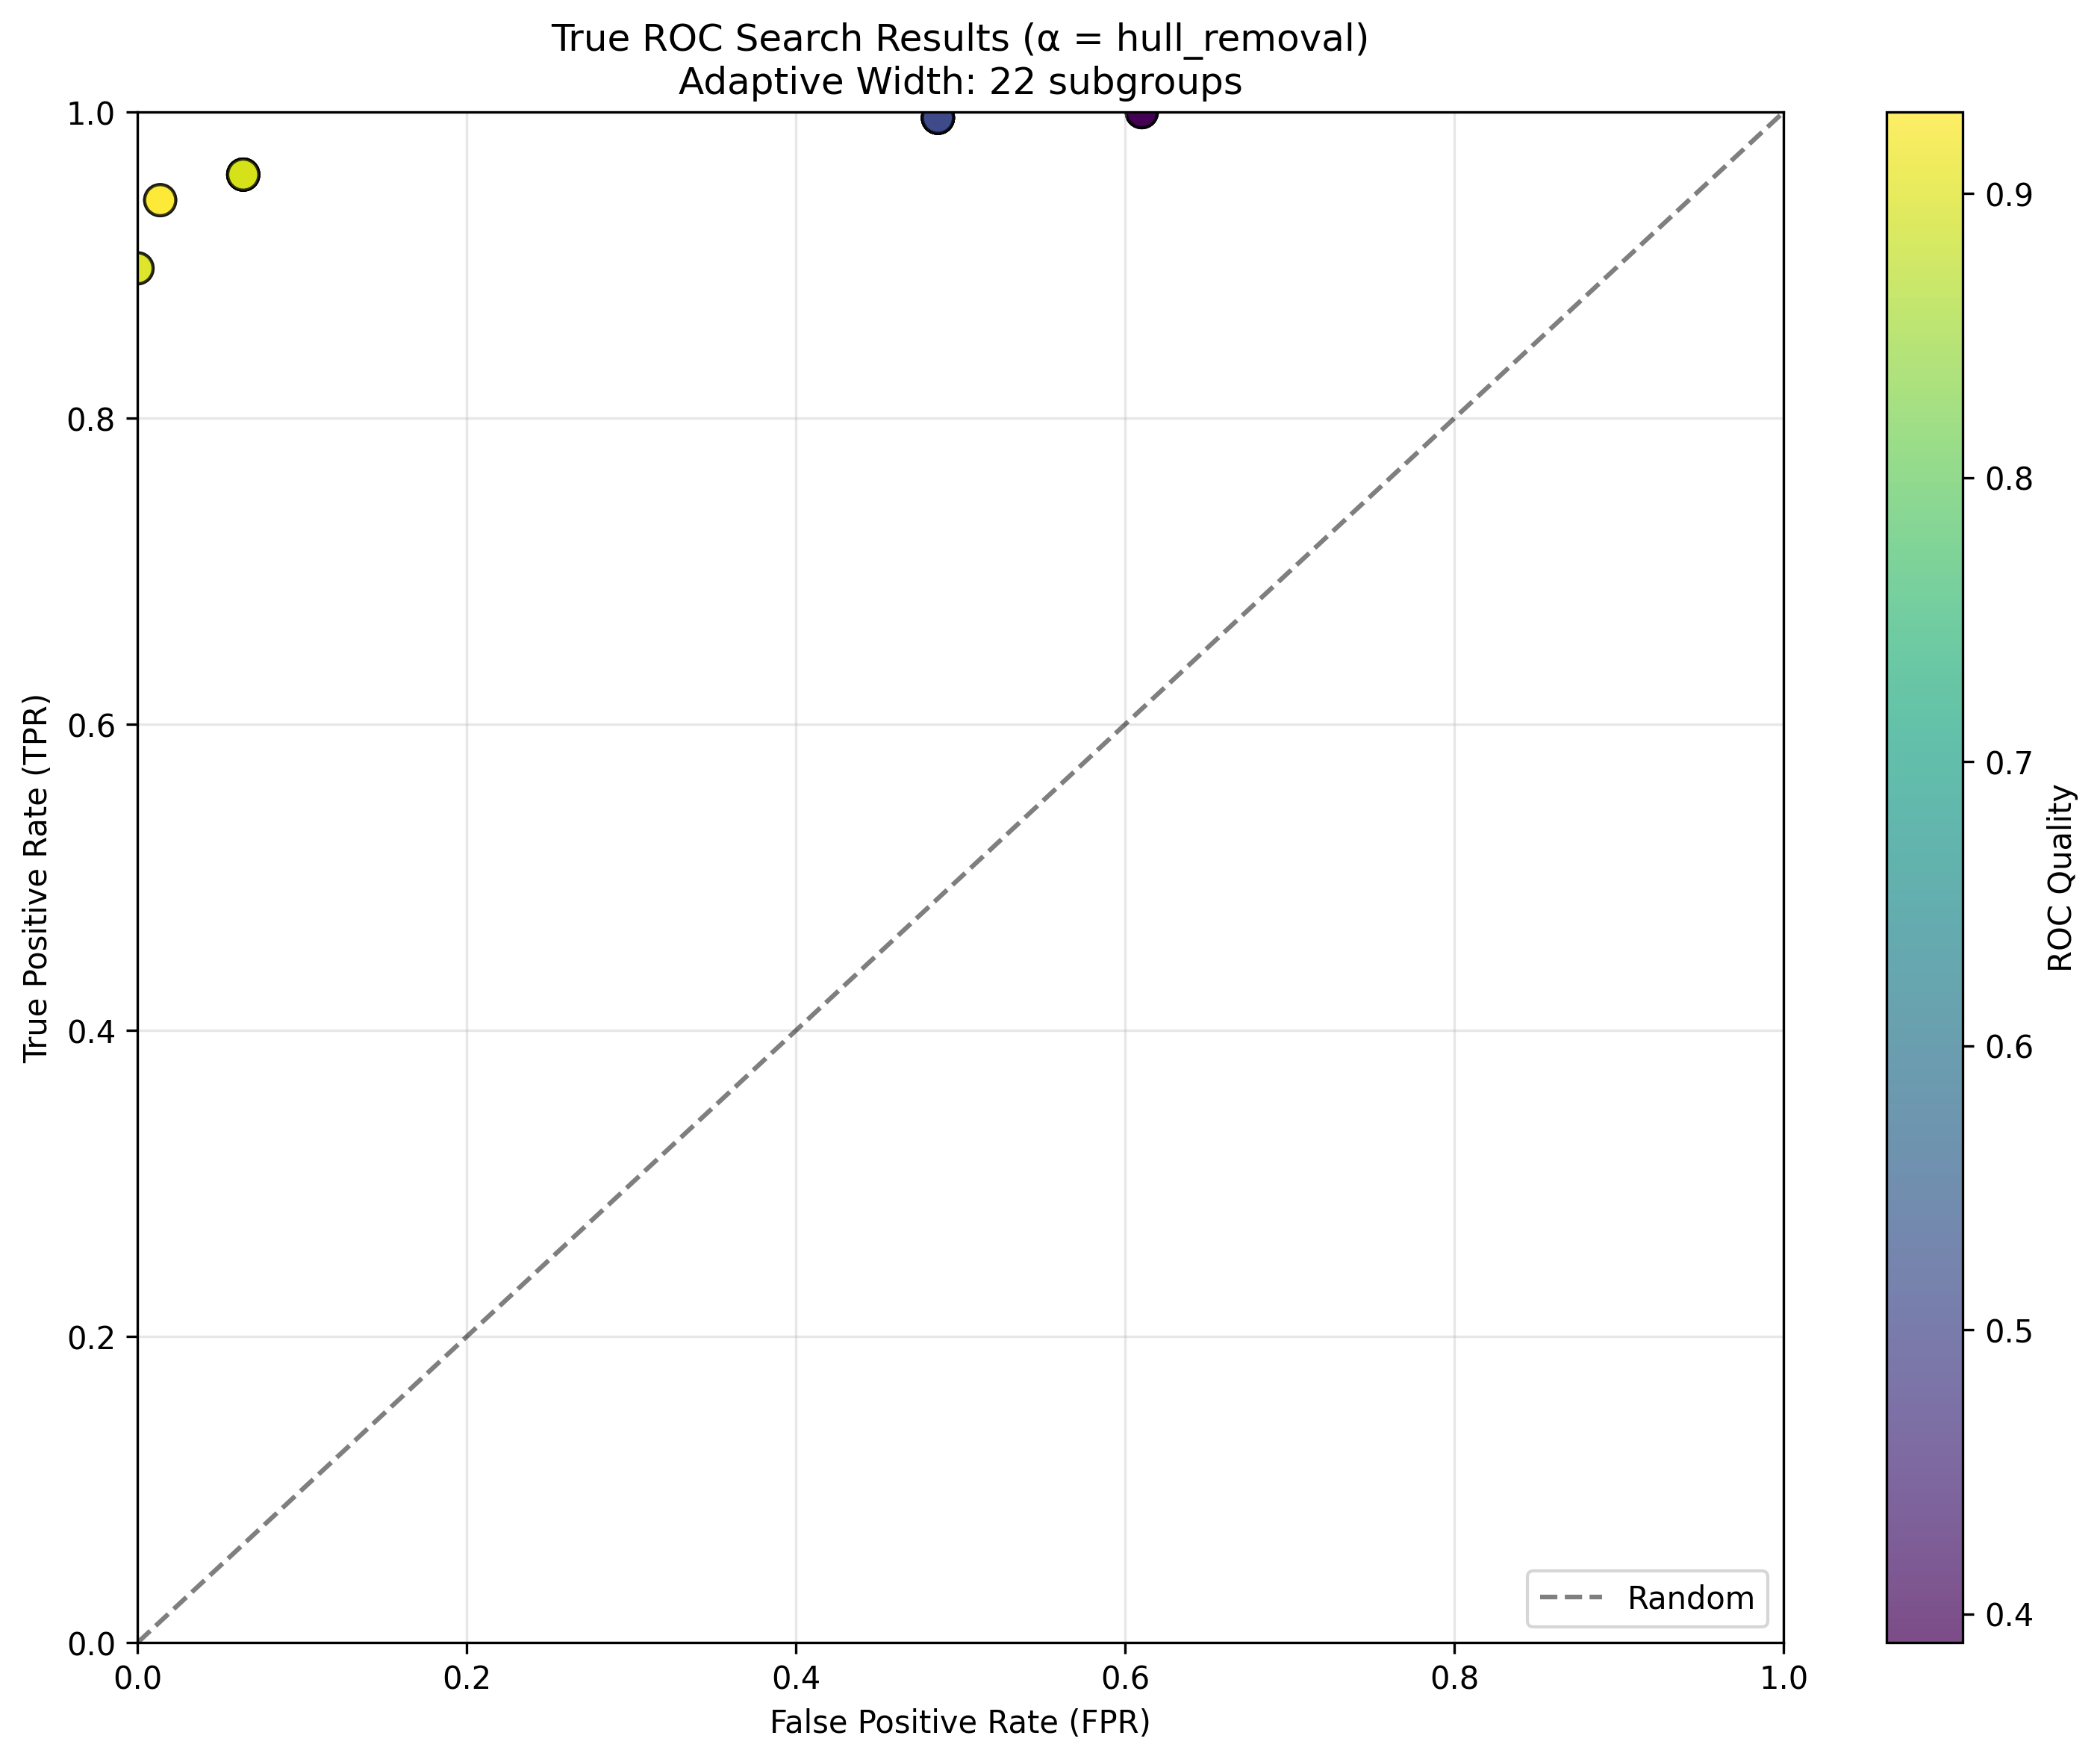 True ROC Search Results (α = hull_removal)
Adaptive Width: 22 subgroups
1.0
0.8
0.6
0.4
0.2
0.0
True Positive Rate (TPR)
0.0 0.2 0.4 0.6 0.8 1.0
False Positive Rate (FPR)
Random
0.9
0.8
0.7
0.6
0.5
0.4
ROC Quality